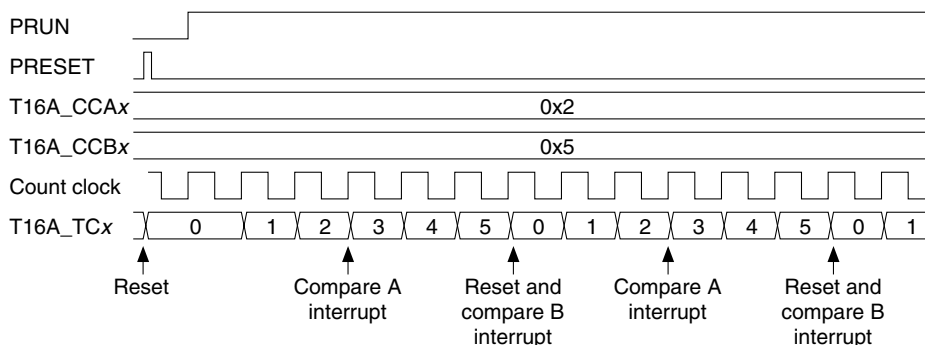 PRUN
PRESET
T16A_CCAx 0x2
T16A_CCBx 0x5
Count clock
T16A_TCx 0 1 2 3 4 5 0 1 2 3 4 5 0 1
Reset Compare A Reset and Compare A Reset and
interrupt compare B interrupt compare B
interrupt interrupt